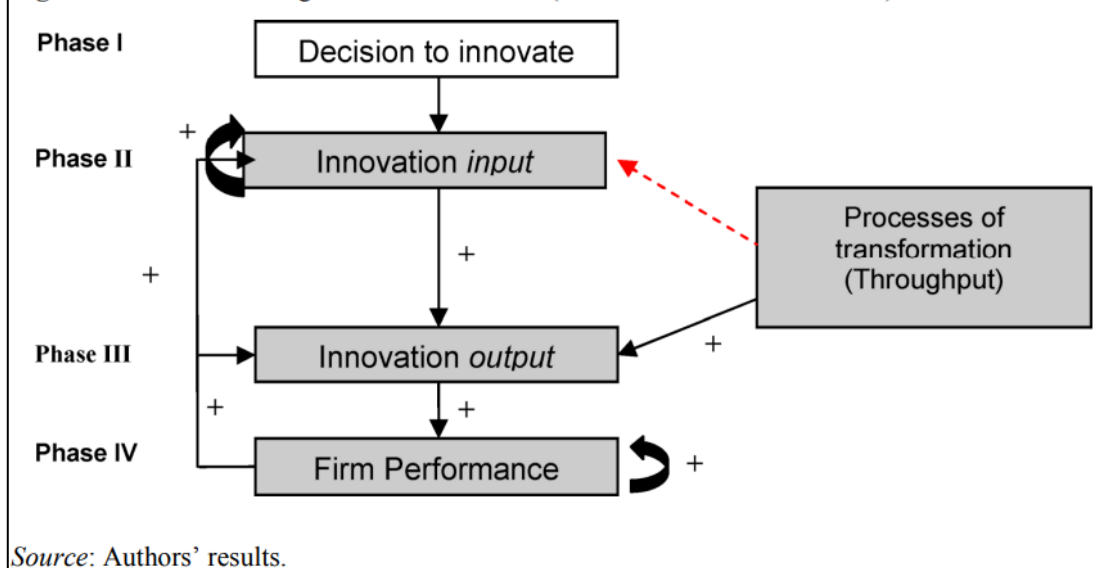 Phase I
Decision to innovate
+
Phase II
Innovation input
Processes of
transformation
(Throughput)
+
+
Phase III
Innovation output
+
+
+
Phase IV
Firm Performance
+
Source: Authors' results.